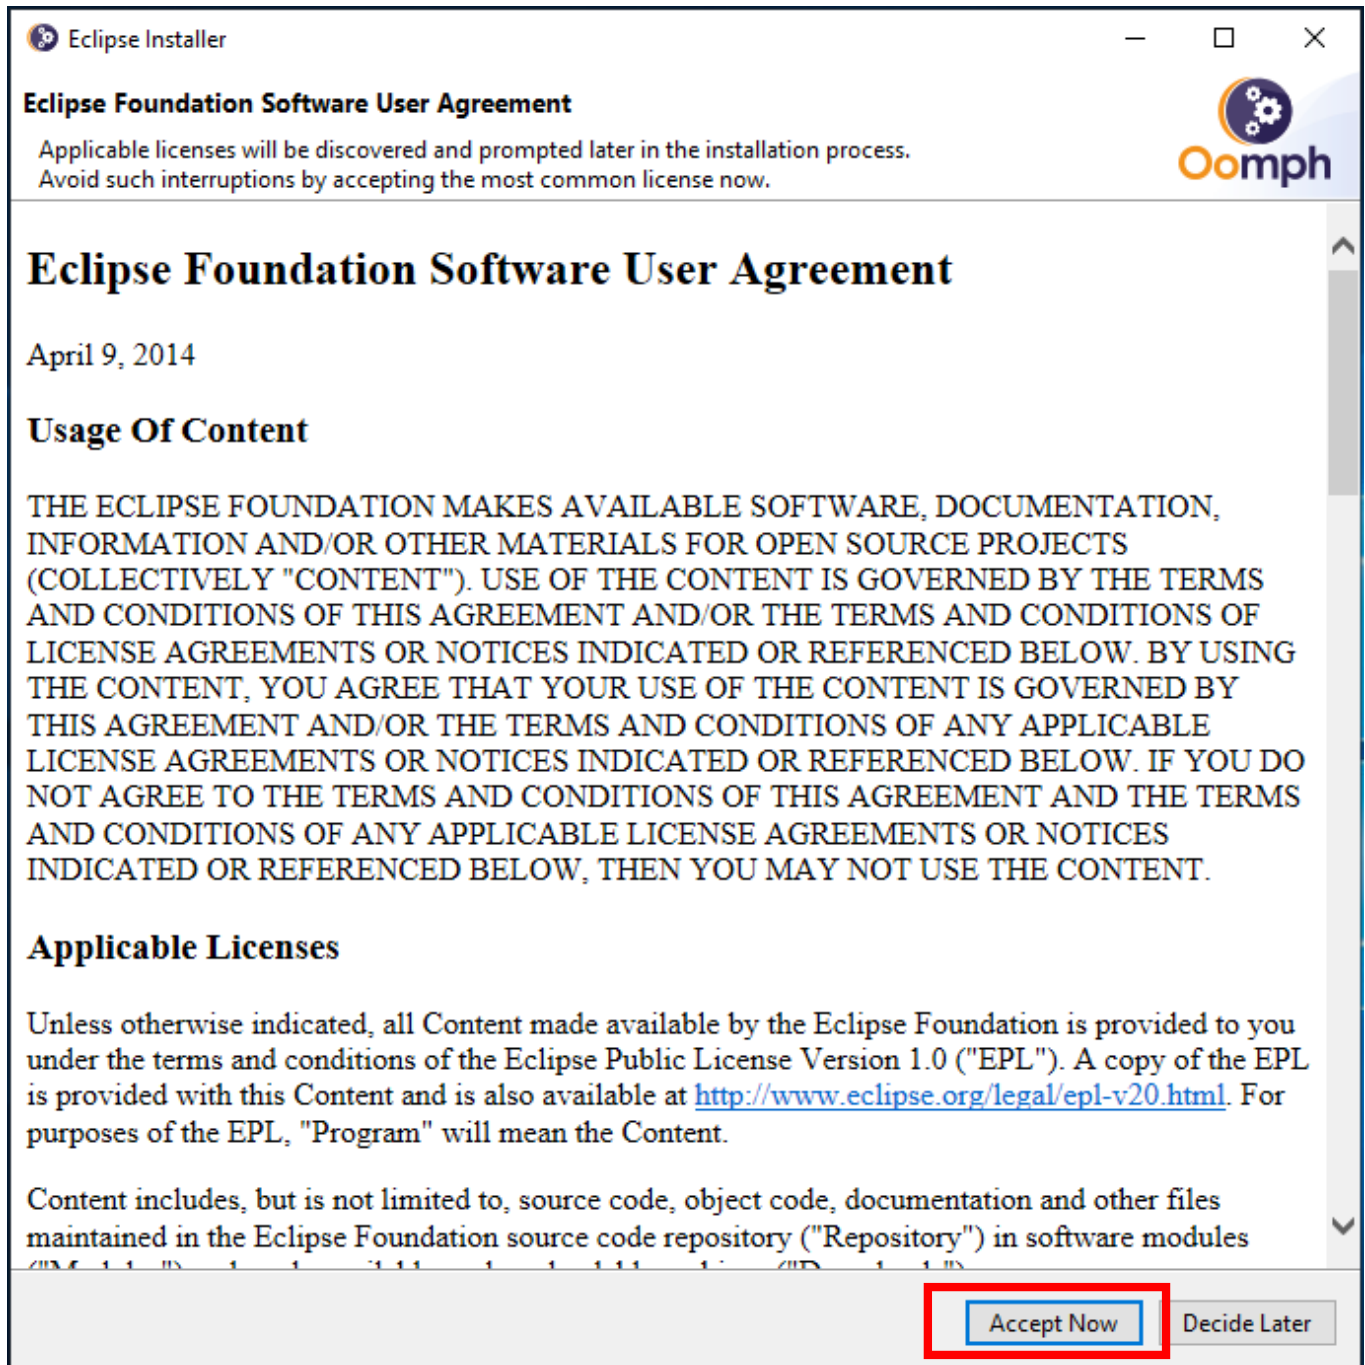 Eclipse Installer
Eclipse Foundation Software User Agreement
Applicable licenses will be discovered and prompted later in the installation process.
Avoid such interruptions by accepting the most common license now.
Oomph
Eclipse Foundation Software User Agreement
April 9, 2014
Usage Of Content
THE ECLIPSE FOUNDATION MAKES AVAILABLE SOFTWARE, DOCUMENTATION,
INFORMATION AND/OR OTHER MATERIALS FOR OPEN SOURCE PROJECTS
(COLLECTIVELY "CONTENT"). USE OF THE CONTENT IS GOVERNED BY THE TERMS
AND CONDITIONS OF THIS AGREEMENT AND/OR THE TERMS AND CONDITIONS OF
LICENSE AGREEMENTS OR NOTICES INDICATED OR REFERENCED BELOW. BY USING
THE CONTENT, YOU AGREE THAT YOUR USE OF THE CONTENT IS GOVERNED BY
THIS AGREEMENT AND/OR THE TERMS AND CONDITIONS OF ANY APPLICABLE
LICENSE AGREEMENTS OR NOTICES INDICATED OR REFERENCED BELOW. IF YOU DO
NOT AGREE TO THE TERMS AND CONDITIONS OF THIS AGREEMENT AND THE TERMS
AND CONDITIONS OF ANY APPLICABLE LICENSE AGREEMENTS OR NOTICES
INDICATED OR REFERENCED BELOW, THEN YOU MAY NOT USE THE CONTENT.
Applicable Licenses
Unless otherwise indicated, all Content made available by the Eclipse Foundation is provided to you
under the terms and conditions of the Eclipse Public License Version 1.0 ("EPL"). A copy of the EPL
is provided with this Content and is also available at http://www.eclipse.org/legal/epl-v20.html. For
purposes of the EPL, "Program" will mean the Content.
Content includes, but is not limited to, source code, object code, documentation and other files
maintained in the Eclipse Foundation source code repository ("Repository") in software modules
Accept Now
Decide Later